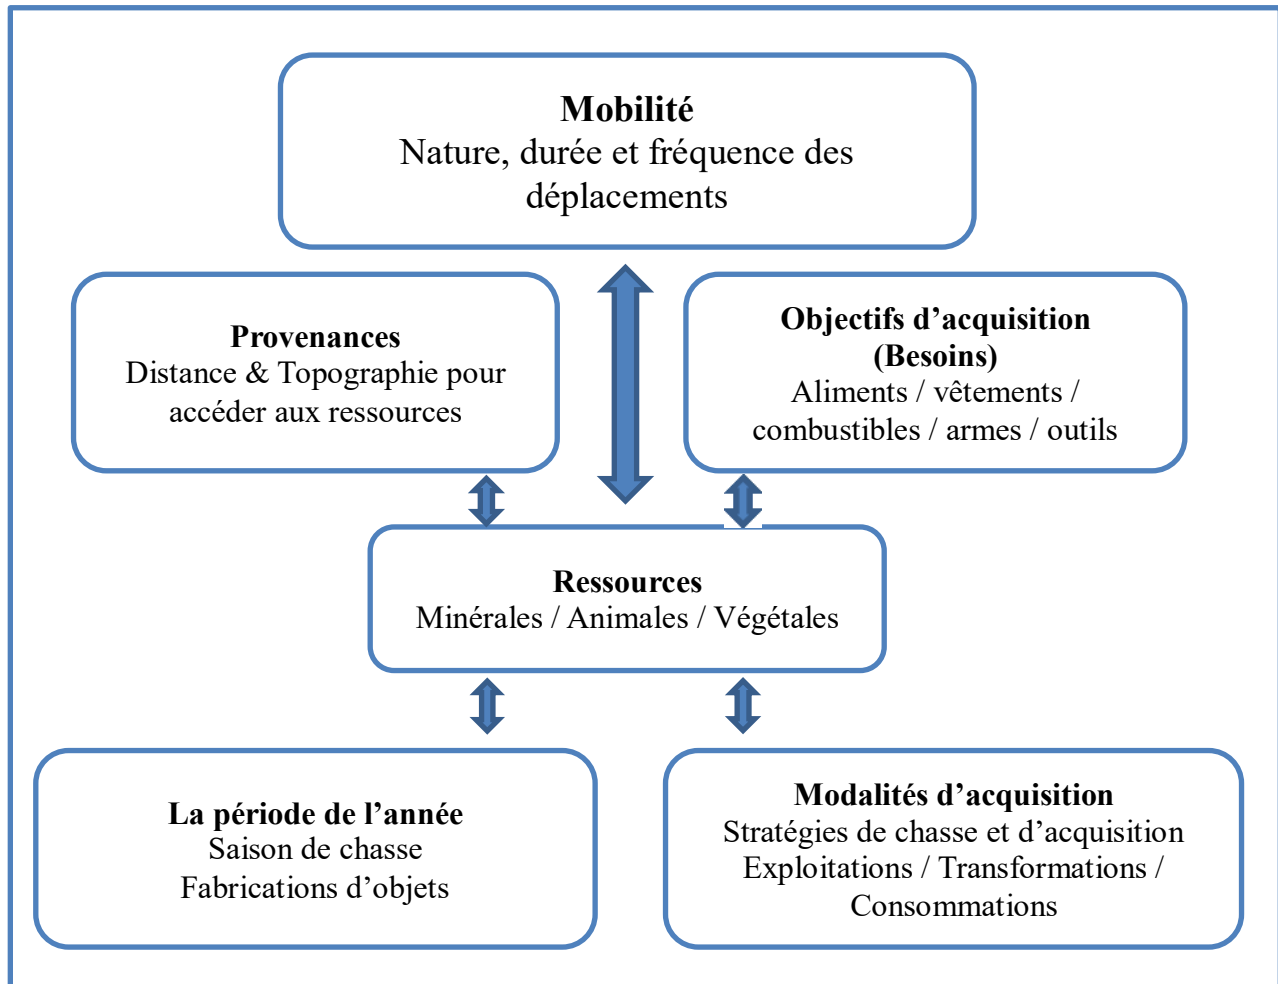 Mobilité
Nature, durée et fréquence des
déplacements
Provenances
Distance & Topographie pour
accéder aux ressources
Objectifs d’acquisition
(Besoins)
Aliments / vêtements /
combustibles / armes / outils
Ressources
Minérales / Animales / Végétales
La période de l’année
Saison de chasse
Fabrications d’objets
Modalités d’acquisition
Stratégies de chasse et d’acquisition
Exploitations / Transformations /
Consommations